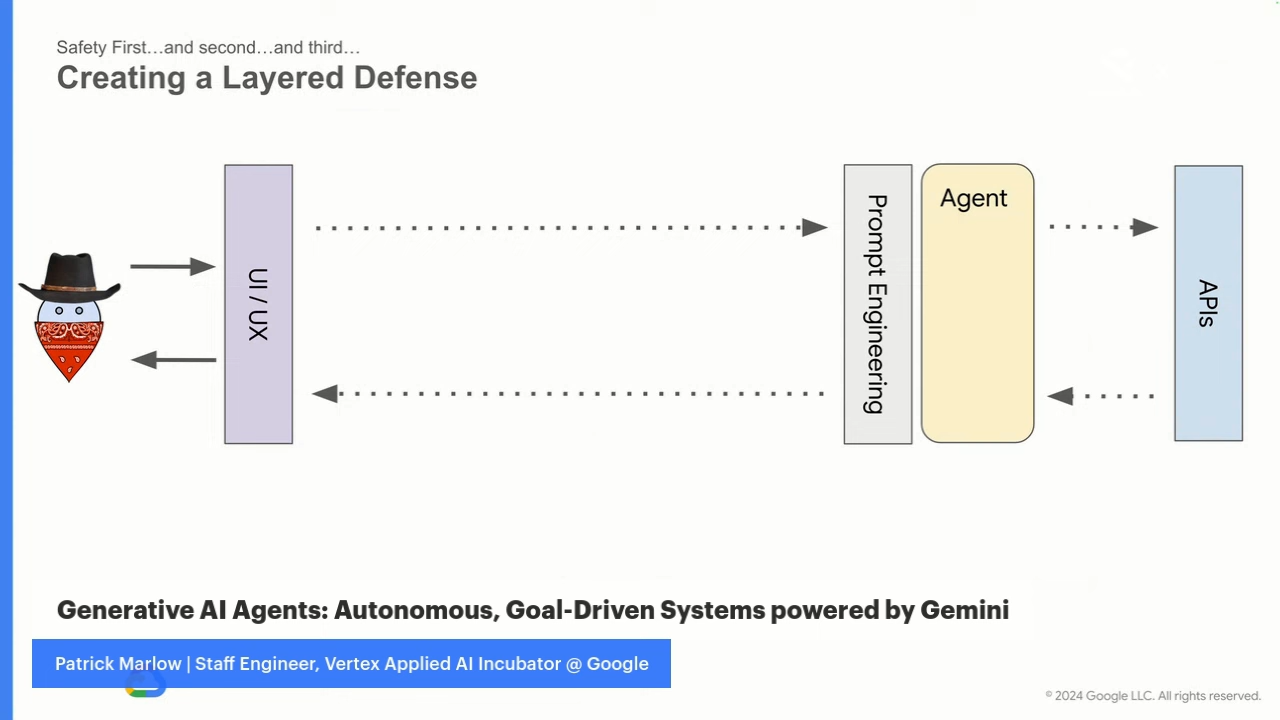 Safety First…and second…and third…
Creating a Layered Defense
UI / UX
Prompt Engineering
Agent
APIs
Generative AI Agents: Autonomous, Goal-Driven Systems powered by Gemini
Patrick Marlow | Staff Engineer, Vertex Applied AI Incubator @ Google
© 2024 Google LLC. All rights reserved.